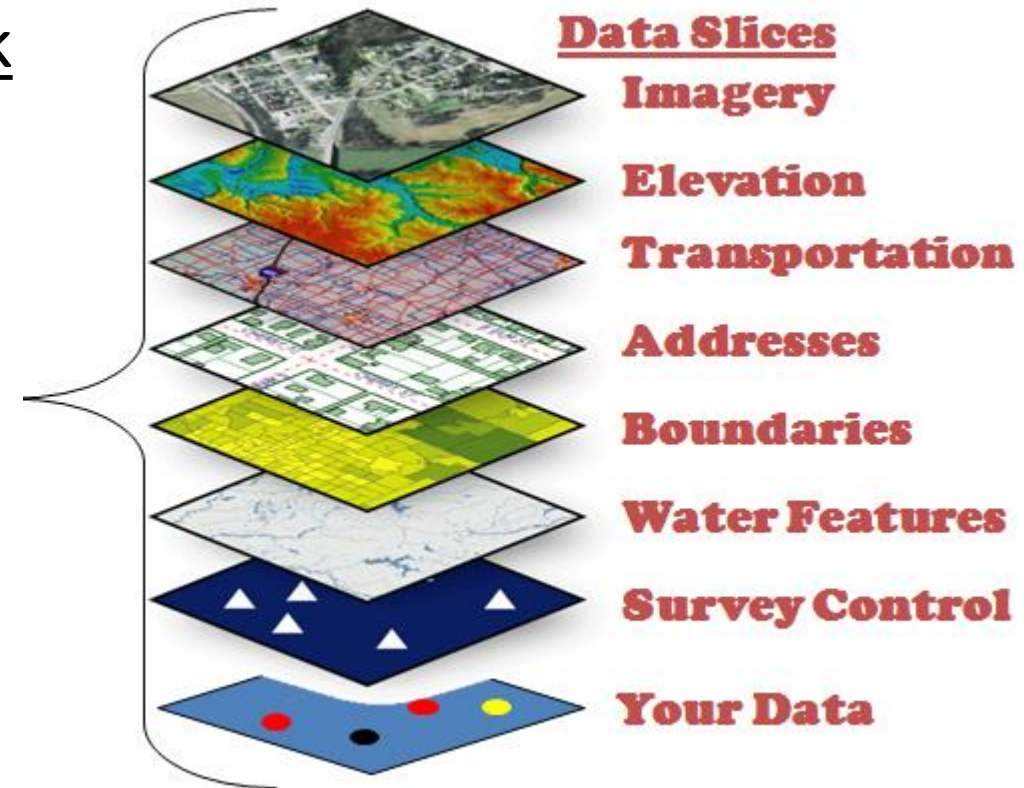 k
Data Slices
Imagery
Elevation
Transportation
Addresses
Boundaries
Water Features
Survey Control
Your Data